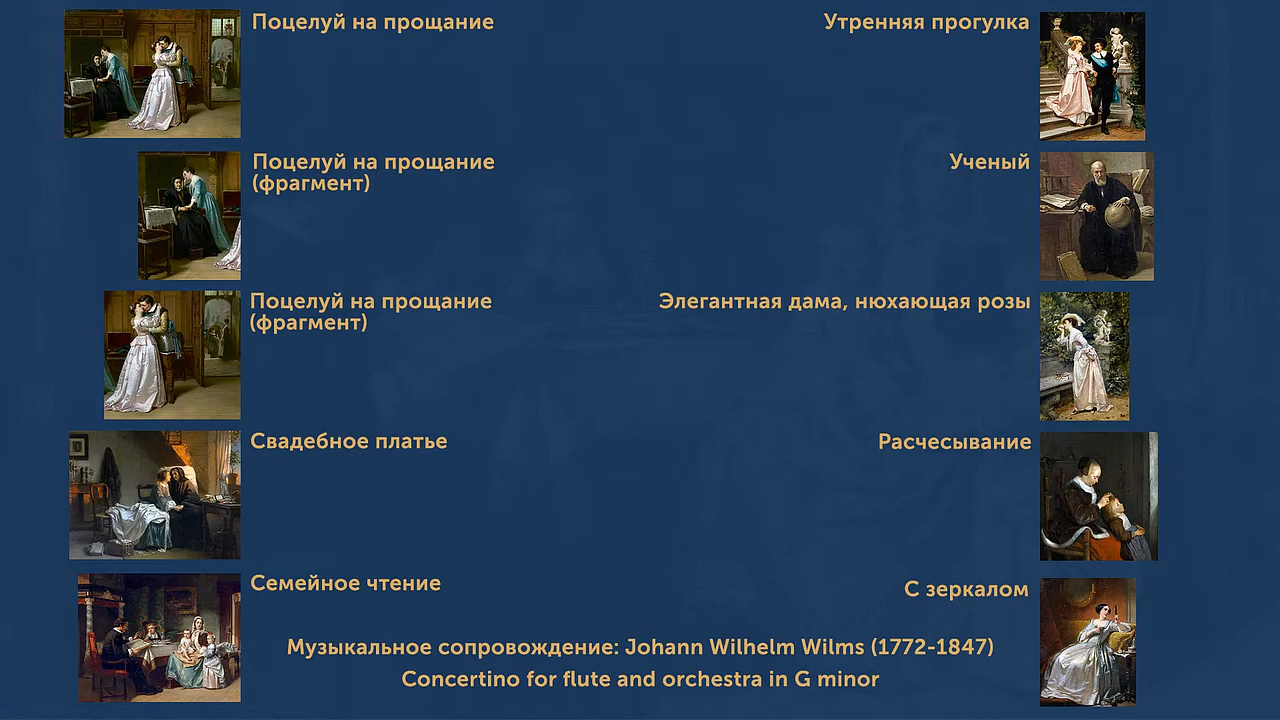 Поцелуй на прощание
Утренняя прогулка
Поцелуй на прощание
(фрагмент)
Ученый
Поцелуй на прощание
(фрагмент)
Элегантная дама, нюхающая розы
Свадебное платье
Расчесывание
Семейное чтение
С зеркалом
Музыкальное сопровождение: Johann Wilhelm Wilms (1772-1847)
Concertino for flute and orchestra in G minor